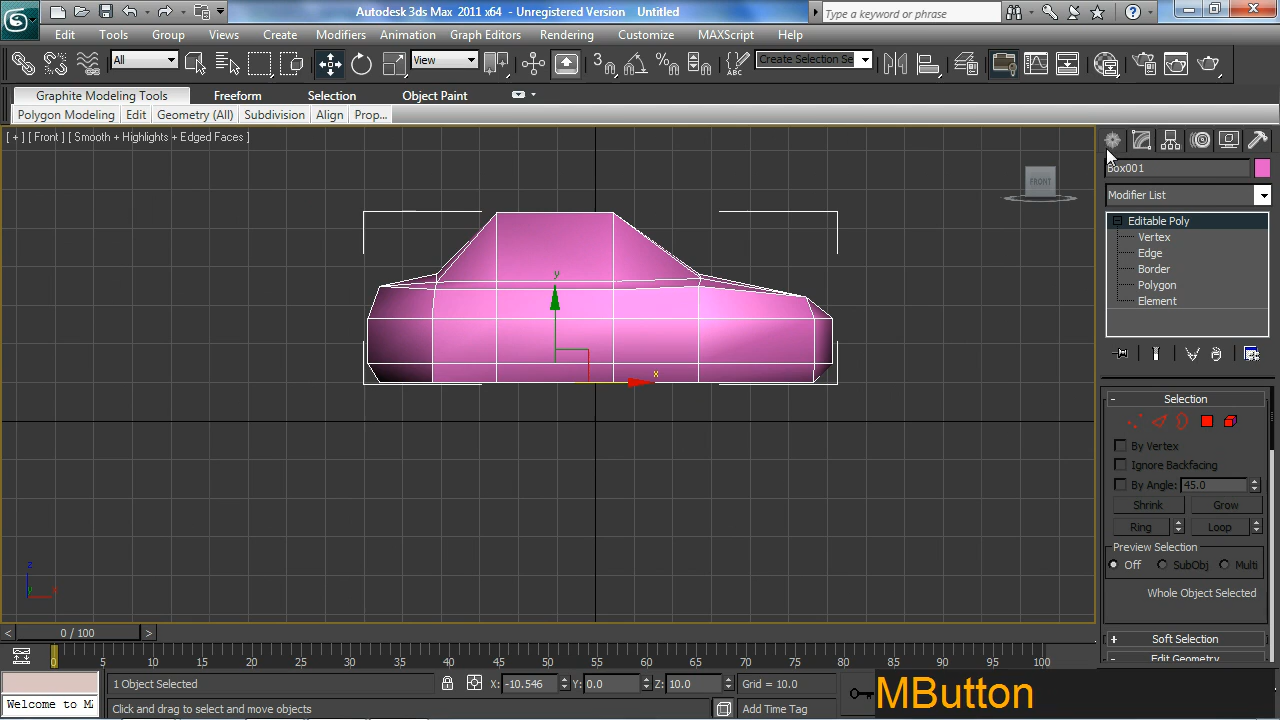 Autodesk 3ds Max 2011 x64 - Unregistered Version Untitled
Type a keyword or phrase
Edit Tools Group Views Create Modifiers Animation Graph Editors Rendering Customize MAXScript Help
All View Create Selection Se
Graphite Modeling Tools Freeform Selection Object Paint
Polygon Modeling Edit Geometry (All) Subdivision Align Prop...
[ + ] [ Front ] [ Smooth + Highlights + Edged Faces ]
FRONT
Box001
Modifier List
Editable Poly
Vertex
Edge
Border
Polygon
Element
y
x
- Selection
By Vertex
Ignore Backfacing
By Angle: 45.0
Shrink Grow
Ring Loop
Preview Selection
Off SubObj Multi
Whole Object Selected
+ Soft Selection
- Edit Geometry
z
x
< 0 / 100 >
0 5 10 15 20 25 30 35 40 45 50 55 60 65 70 75 80 85 90 95 100
1 Object Selected X: -10.546 Y: 0.0 Z: 10.0 Grid = 10.0
Welcome to MA Click and drag to select and move objects Add Time Tag
MButton